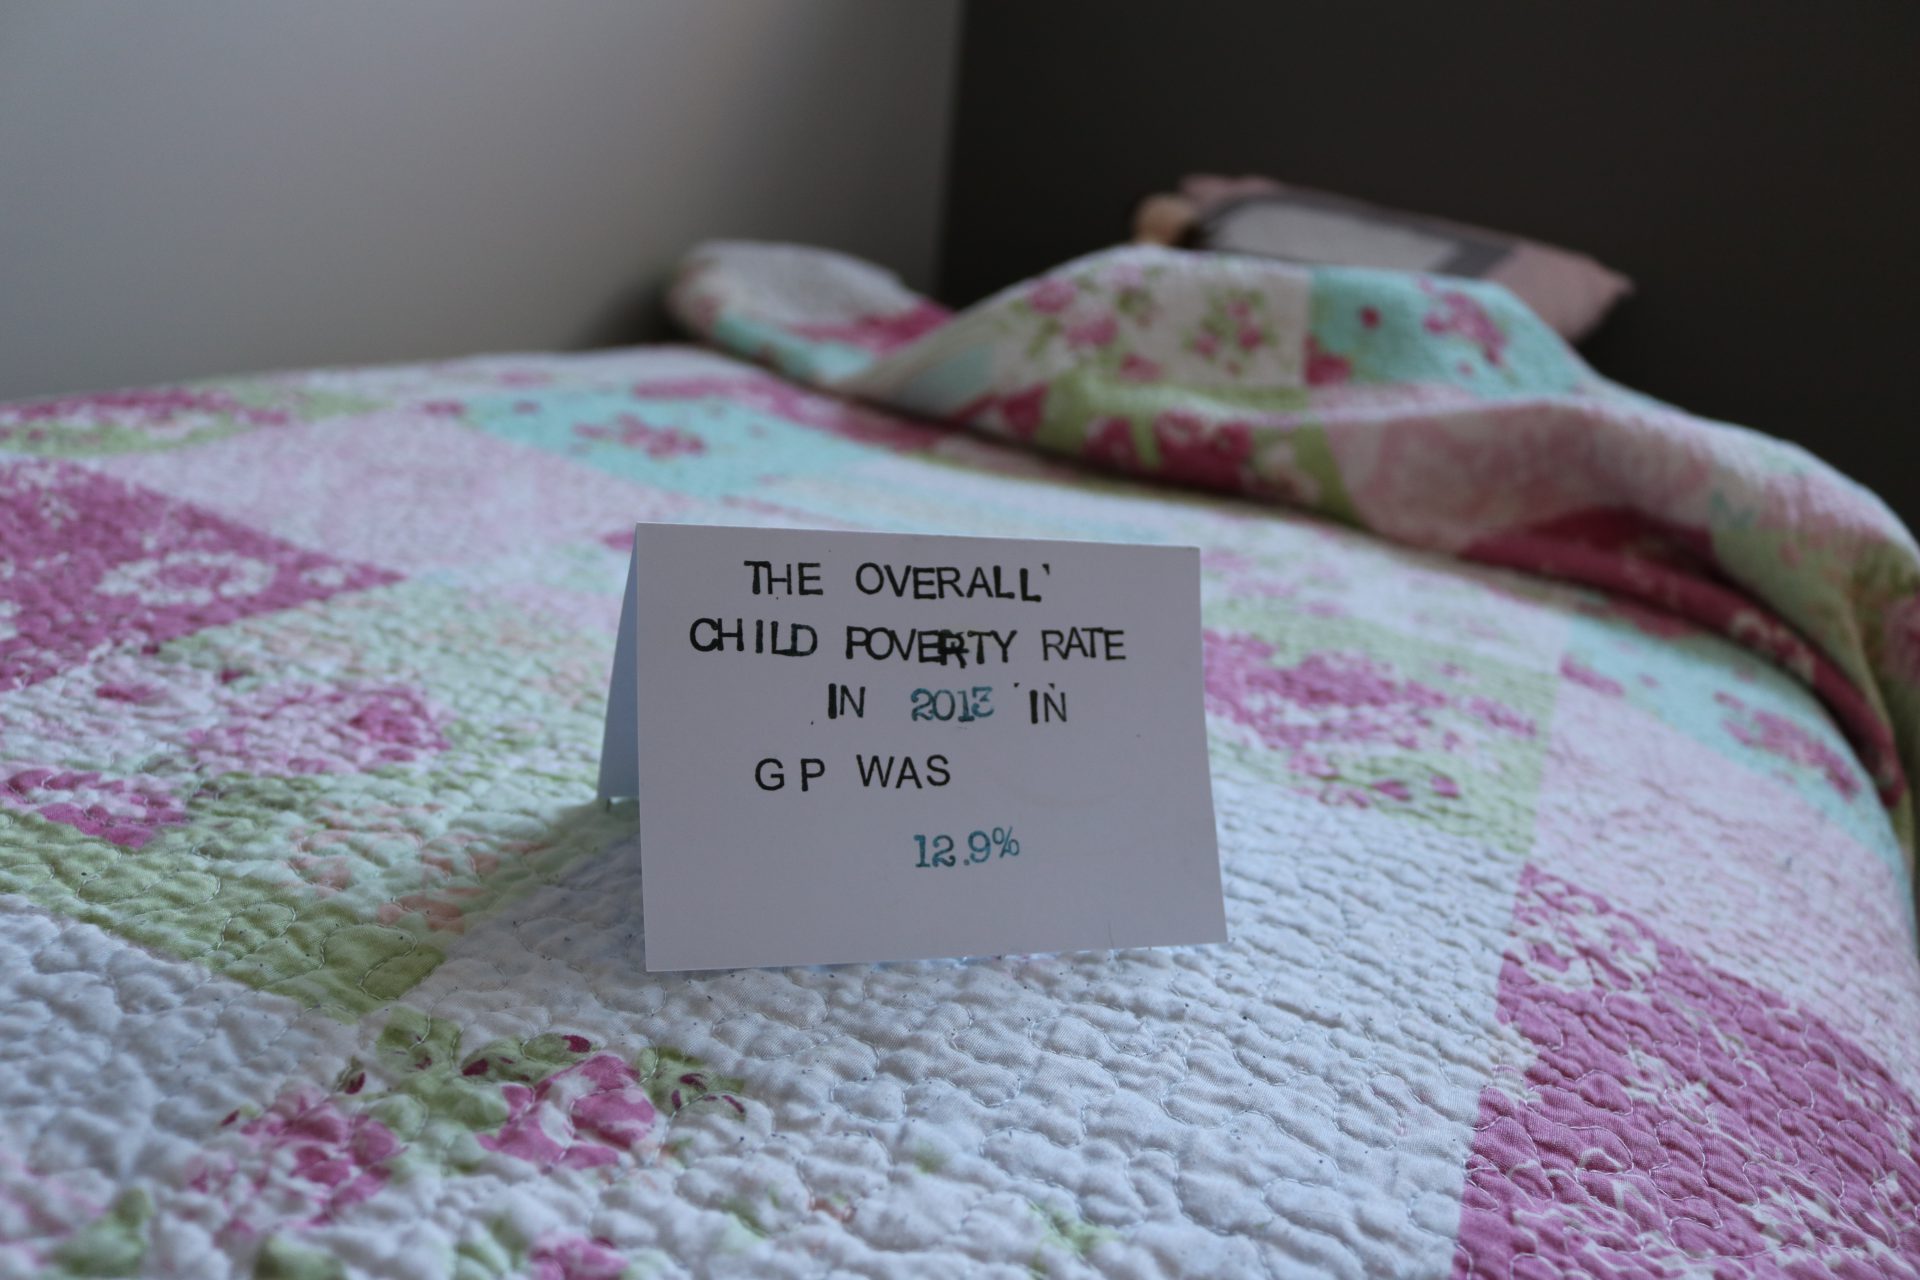 THE OVERALL
CHILD POVERTY RATE
IN 2013 IN
GP WAS
12.9%